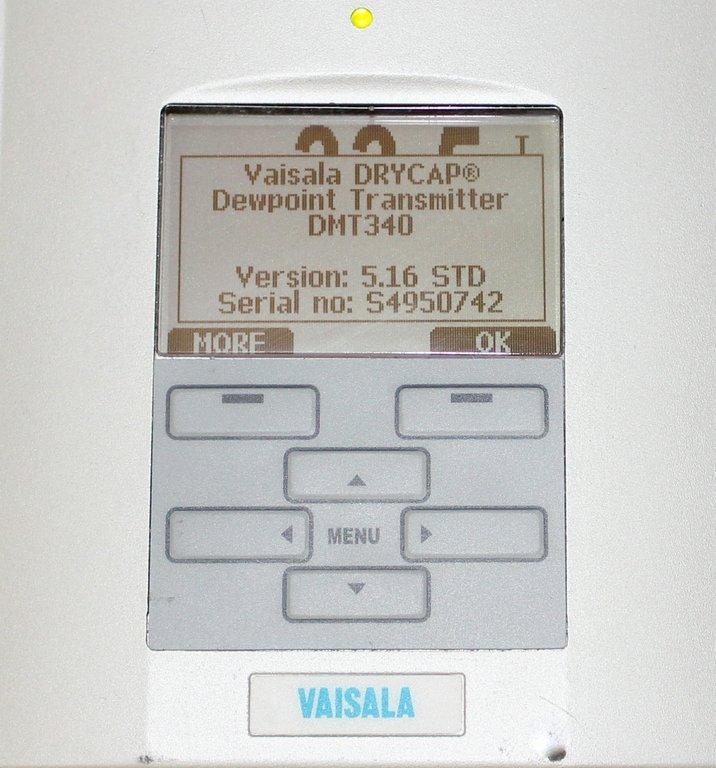 T
Vaisala DRYCAP®
Dewpoint Transmitter
DMT340
Version: 5.16 STD
Serial no: S4950742
MORE OK
MENU
VAISALA